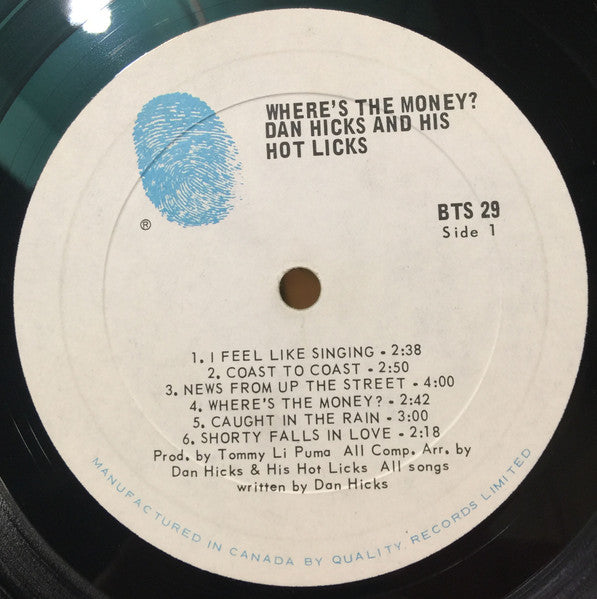 WHERE'S THE MONEY?
DAN HICKS AND HIS
HOT LICKS
®
BTS 29
Side 1
1. I FEEL LIKE SINGING - 2:38
2. COAST TO COAST - 2:50
3. NEWS FROM UP THE STREET - 4:00
4. WHERE'S THE MONEY? - 2:42
5. CAUGHT IN THE RAIN - 3:00
6. SHORTY FALLS IN LOVE - 2:18
Prod. by Tommy Li Puma All Comp. Arr. by
Dan Hicks & His Hot Licks All songs
written by Dan Hicks
MANUFACTURED IN CANADA BY QUALITY RECORDS LIMITED